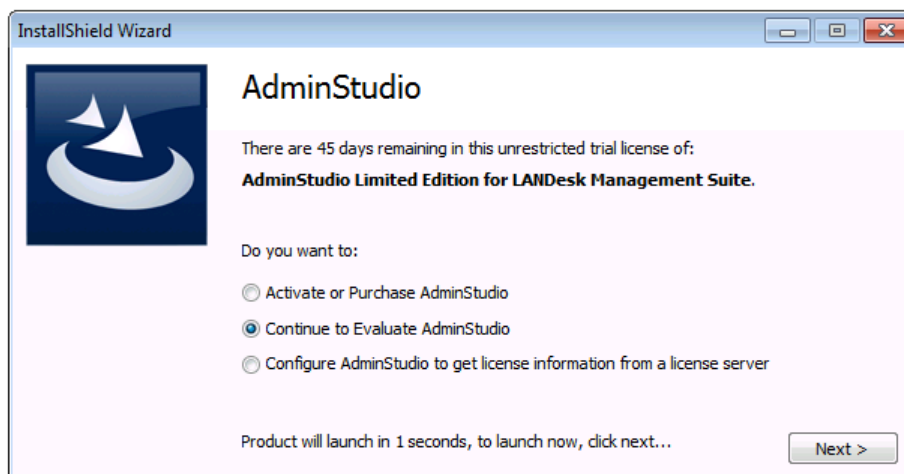 InstallShield Wizard
AdminStudio
There are 45 days remaining in this unrestricted trial license of:
AdminStudio Limited Edition for LANDesk Management Suite.
Do you want to:
Activate or Purchase AdminStudio
Continue to Evaluate AdminStudio
Configure AdminStudio to get license information from a license server
Product will launch in 1 seconds, to launch now, click next...
Next >